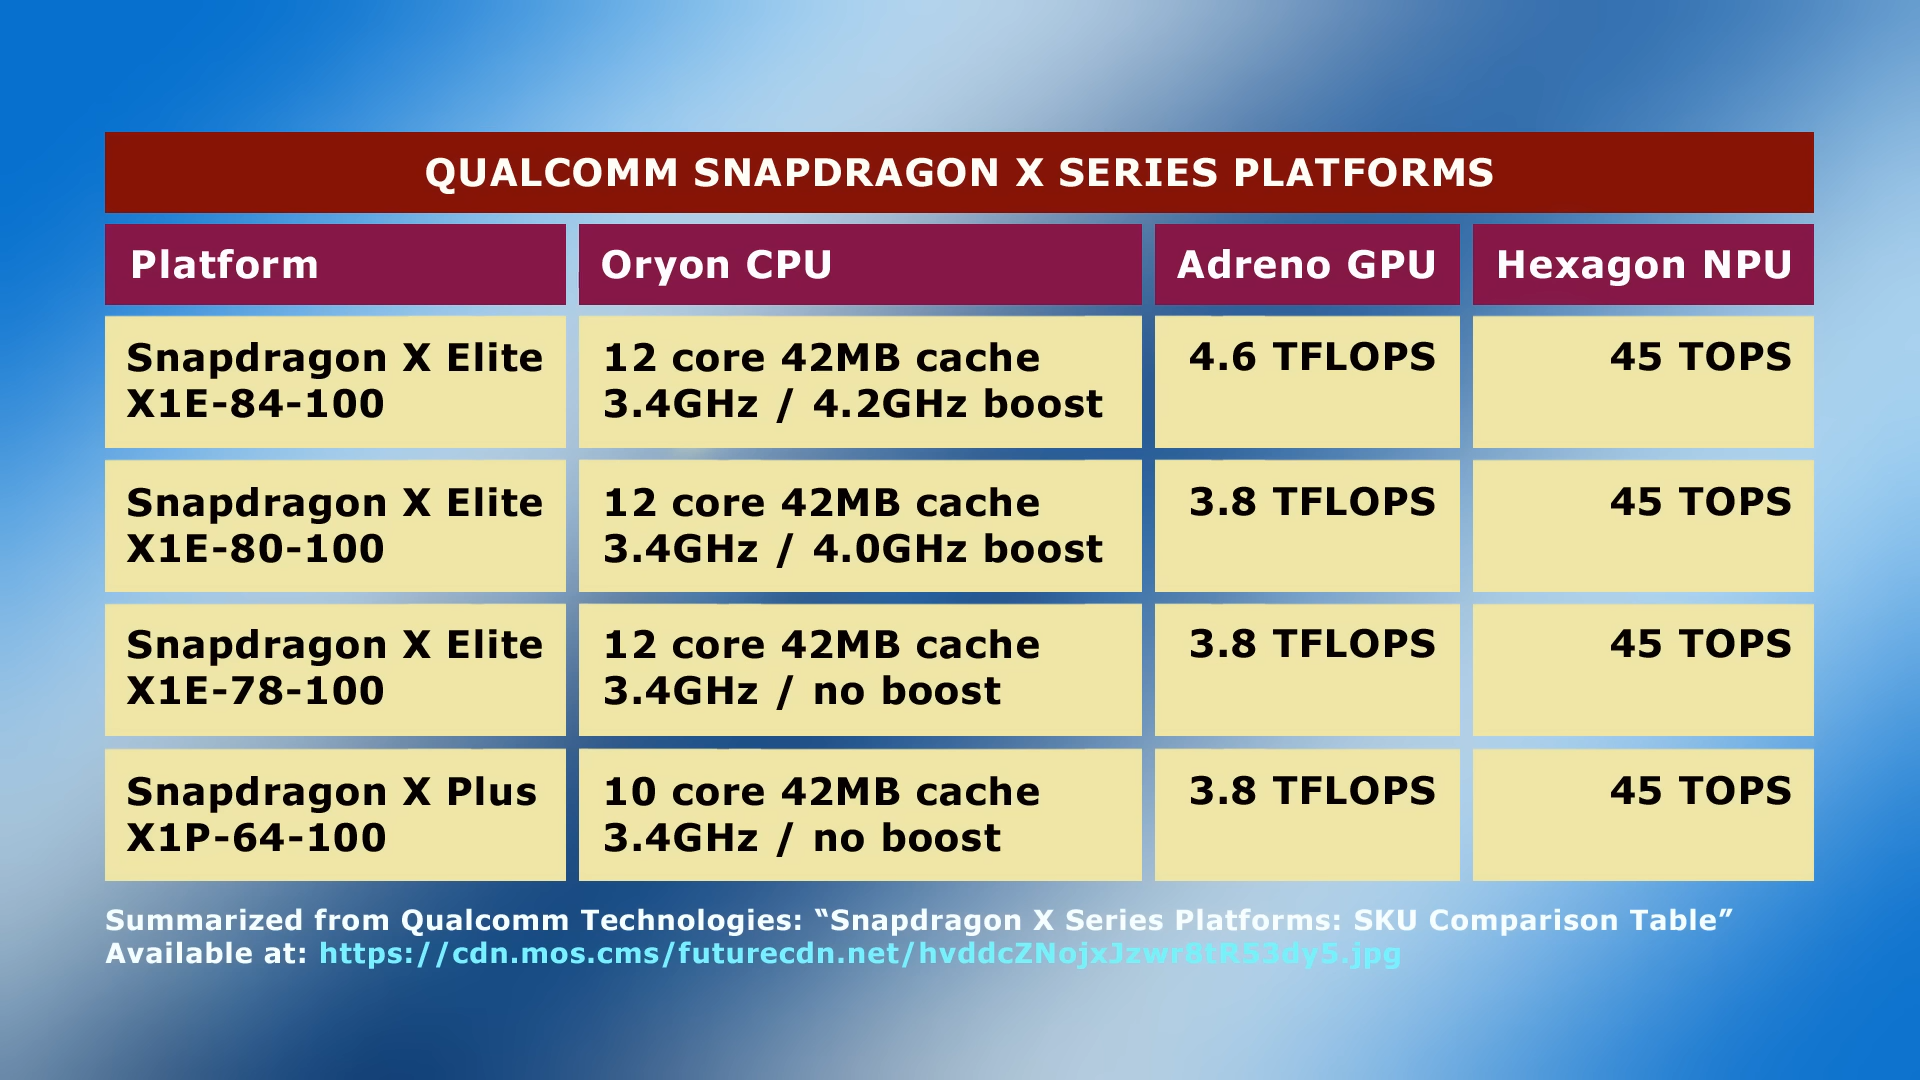 QUALCOMM SNAPDRAGON X SERIES PLATFORMS
Platform
Oryon CPU
Adreno GPU
Hexagon NPU
Snapdragon X Elite
X1E-84-100
12 core 42MB cache
3.4GHz / 4.2GHz boost
4.6 TFLOPS
45 TOPS
Snapdragon X Elite
X1E-80-100
12 core 42MB cache
3.4GHz / 4.0GHz boost
3.8 TFLOPS
45 TOPS
Snapdragon X Elite
X1E-78-100
12 core 42MB cache
3.4GHz / no boost
3.8 TFLOPS
45 TOPS
Snapdragon X Plus
X1P-64-100
10 core 42MB cache
3.4GHz / no boost
3.8 TFLOPS
45 TOPS
Summarized from Qualcomm Technologies: “Snapdragon X Series Platforms: SKU Comparison Table”
Available at: https://cdn.mos.cms/futurecdn.net/hvddcZNojxJzwr8tR53dy5.jpg